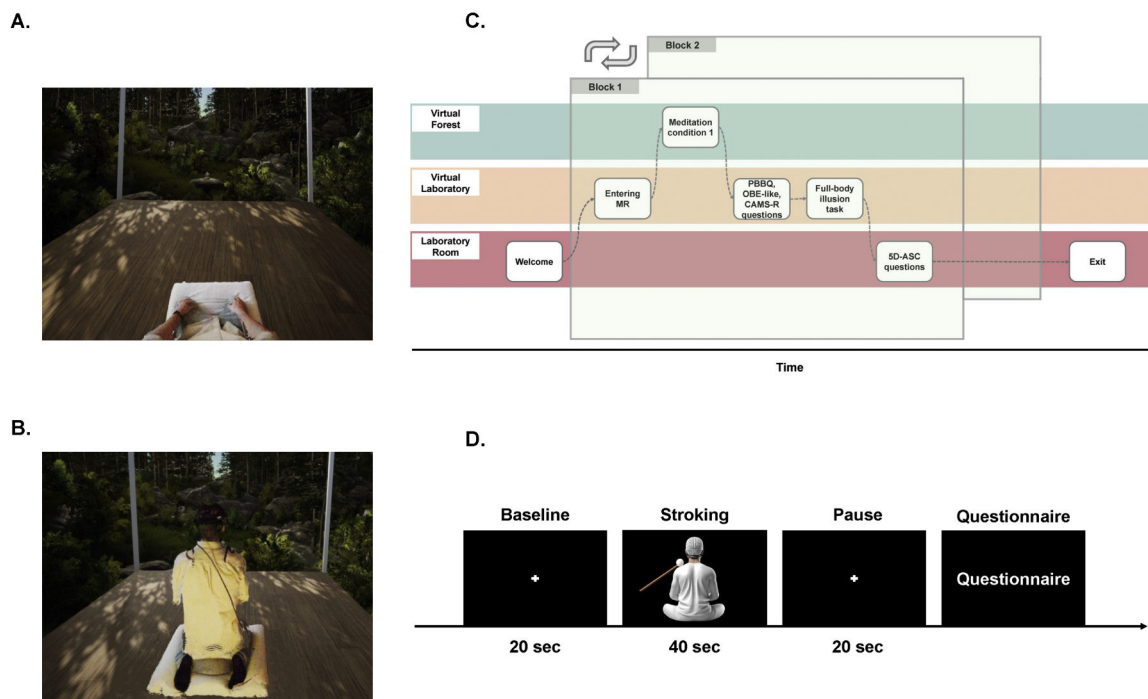 A.
C.
Block 2
Block 1
Virtual
Forest
Meditation
condition 1
Virtual
Laboratory
Entering
MR
PBBQ,
OBE-like,
CAMS-R
questions
Full-body
illusion
task
Laboratory
Room
Welcome
5D-ASC
questions
Exit
Time
B.
D.
Baseline
Stroking
Pause
Questionnaire
Questionnaire
20 sec
40 sec
20 sec